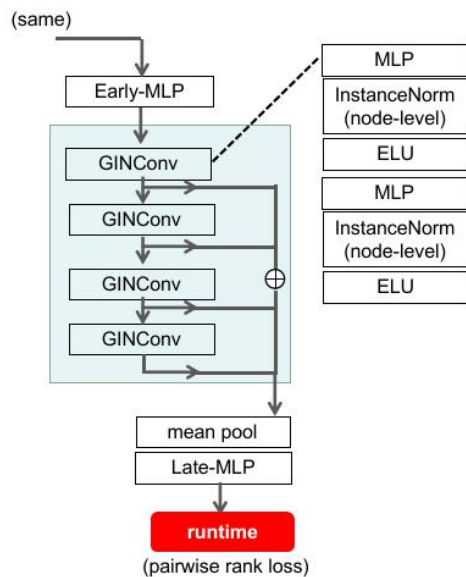 (same)
Early-MLP
GINConv
GINConv
GINConv
GINConv
mean pool
Late-MLP
runtime
(pairwise rank loss)
MLP
InstanceNorm
(node-level)
ELU
MLP
InstanceNorm
(node-level)
ELU